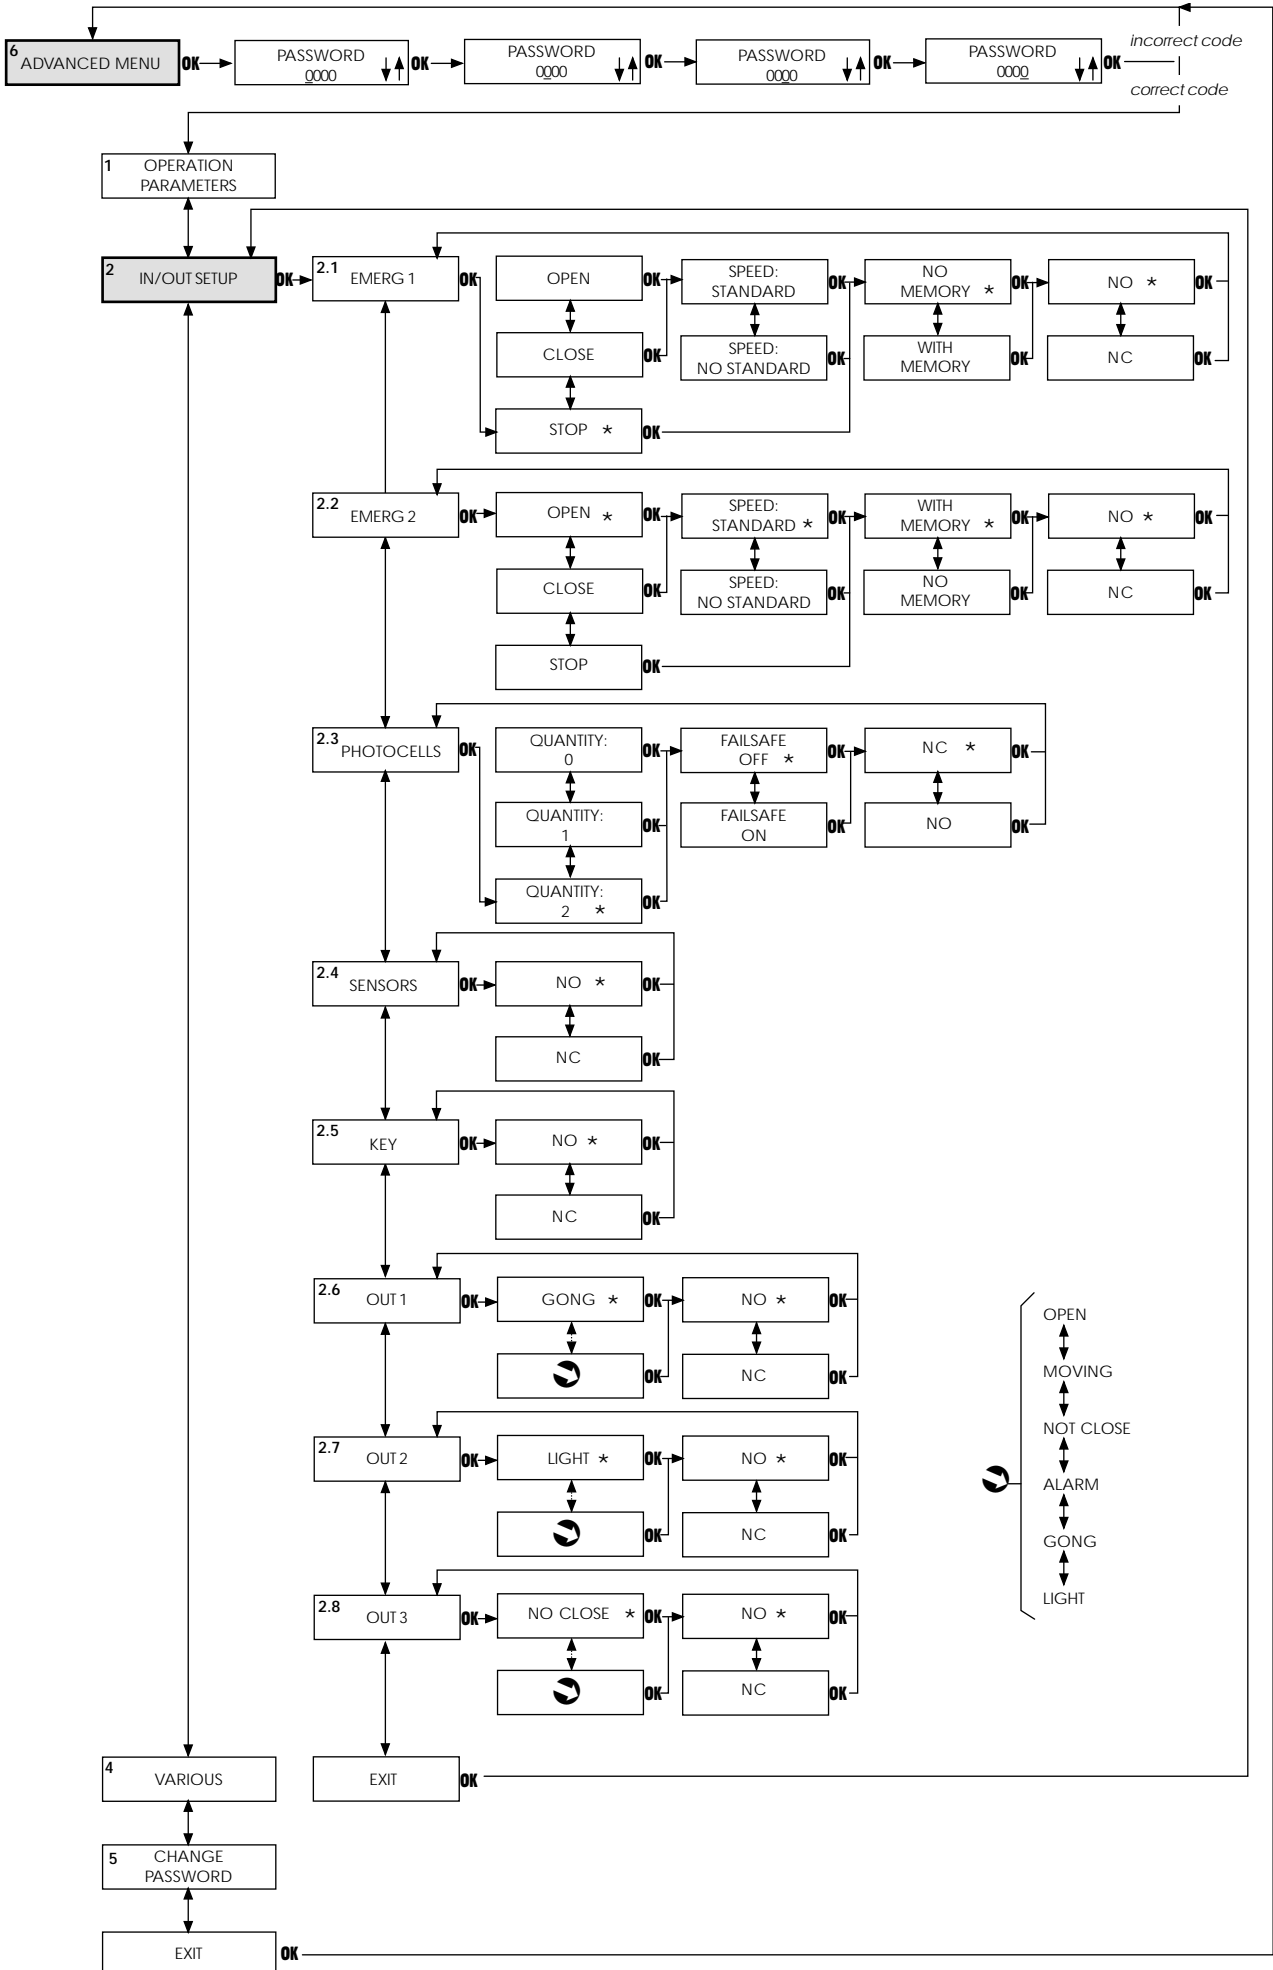 6 ADVANCED MENU OK PASSWORD 0000 OK PASSWORD 0000 OK PASSWORD 0000 OK PASSWORD 0000 OK
incorrect code
correct code
1 OPERATION
PARAMETERS
2 IN/OUT SETUP OK
2.1 EMERG 1 OK
OPEN OK
CLOSE OK
STOP * OK
SPEED:
STANDARD OK
SPEED:
NO STANDARD OK
NO
MEMORY * OK
WITH
MEMORY OK
NO * OK
NC OK
2.2 EMERG 2 OK
OPEN * OK
CLOSE OK
STOP OK
SPEED:
STANDARD * OK
SPEED:
NO STANDARD OK
WITH
MEMORY * OK
NO
MEMORY OK
NO * OK
NC OK
2.3 PHOTOCELLS OK
QUANTITY:
0 OK
QUANTITY:
1 OK
QUANTITY:
2 * OK
FAILSAFE
OFF * OK
FAILSAFE
ON OK
NC * OK
NO OK
2.4 SENSORS OK
NO * OK
NC OK
2.5 KEY OK
NO * OK
NC OK
2.6 OUT 1 OK
GONG * OK
OK
NO * OK
NC OK
2.7 OUT 2 OK
LIGHT * OK
OK
NO * OK
NC OK
2.8 OUT 3 OK
NO CLOSE * OK
OK
NO * OK
NC OK
OPEN
MOVING
NOT CLOSE
ALARM
GONG
LIGHT
EXIT OK
4 VARIOUS
5 CHANGE
PASSWORD
EXIT OK